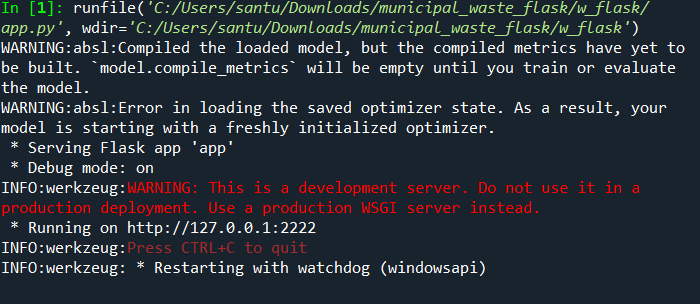 In [1]: runfile('C:/Users/santu/Downloads/municipal_waste_flask/w_flask/
app.py', wdir='C:/Users/santu/Downloads/municipal_waste_flask/w_flask')
WARNING:absl:Compiled the loaded model, but the compiled metrics have yet to
be built. `model.compile_metrics` will be empty until you train or evaluate
the model.
WARNING:absl:Error in loading the saved optimizer state. As a result, your
model is starting with a freshly initialized optimizer.
 * Serving Flask app 'app'
 * Debug mode: on
INFO:werkzeug:WARNING: This is a development server. Do not use it in a
production deployment. Use a production WSGI server instead.
 * Running on http://127.0.0.1:2222
INFO:werkzeug:Press CTRL+C to quit
INFO:werkzeug: * Restarting with watchdog (windowsapi)